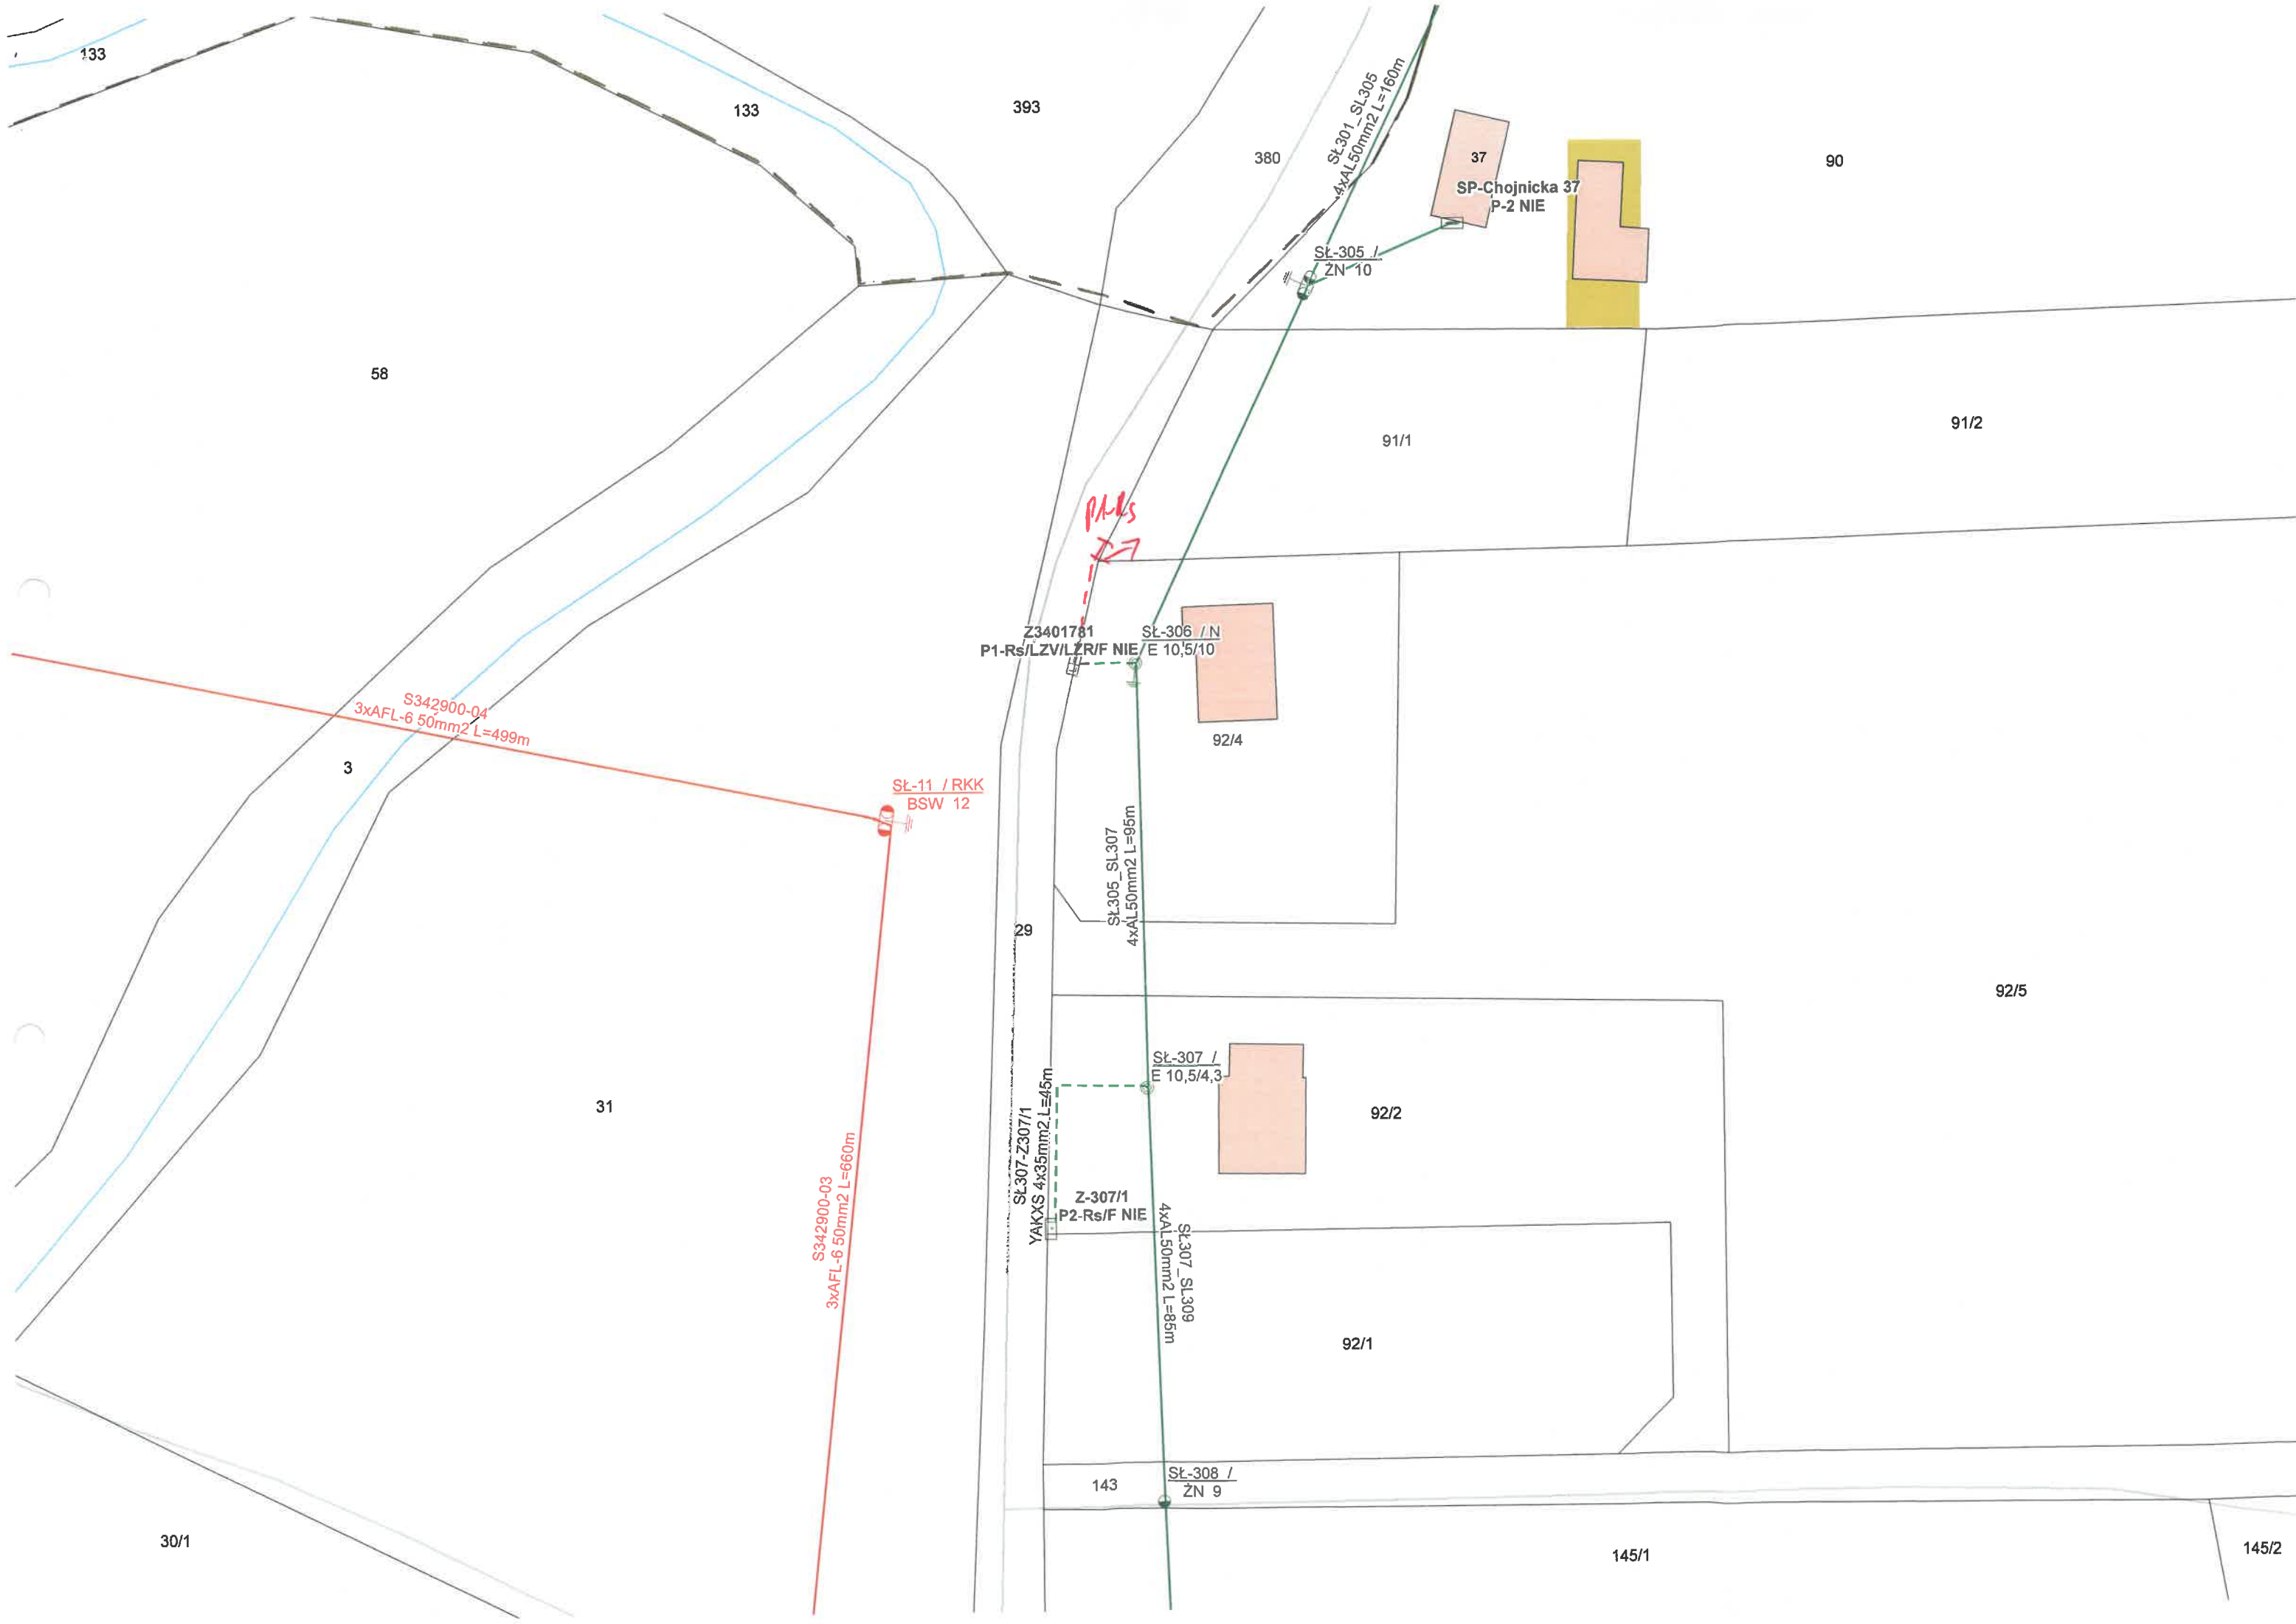 133
133
393
380
SŁ301_SŁ305
4xAL50mm2 L=160m
37
SP-Chojnicka 37
P-2 NIE
90
SŁ-305 /
ŻN 10
58
91/1
91/2
Z3401781
P1-Rs/LZV/LZR/F NIE
SŁ-306 / N
E 10,5/10
92/4
S342900-04
3xAFL-6 50mm2 L=499m
3
SŁ-11 / RKK
BSW 12
SŁ305_SŁ307
4xAL50mm2 L=95m
29
92/5
SŁ-307 /
E 10,5/4,3
31
92/2
SŁ307-Z307/1
YAKXS 4x35mm2 L=45m
Z-307/1
P2-Rs/F NIE
S342900-03
3xAFL-6 50mm2 L=660m
SŁ307_SŁ309
4xAL50mm2 L=85m
92/1
143
SŁ-308 /
ŻN 9
30/1
145/1
145/2